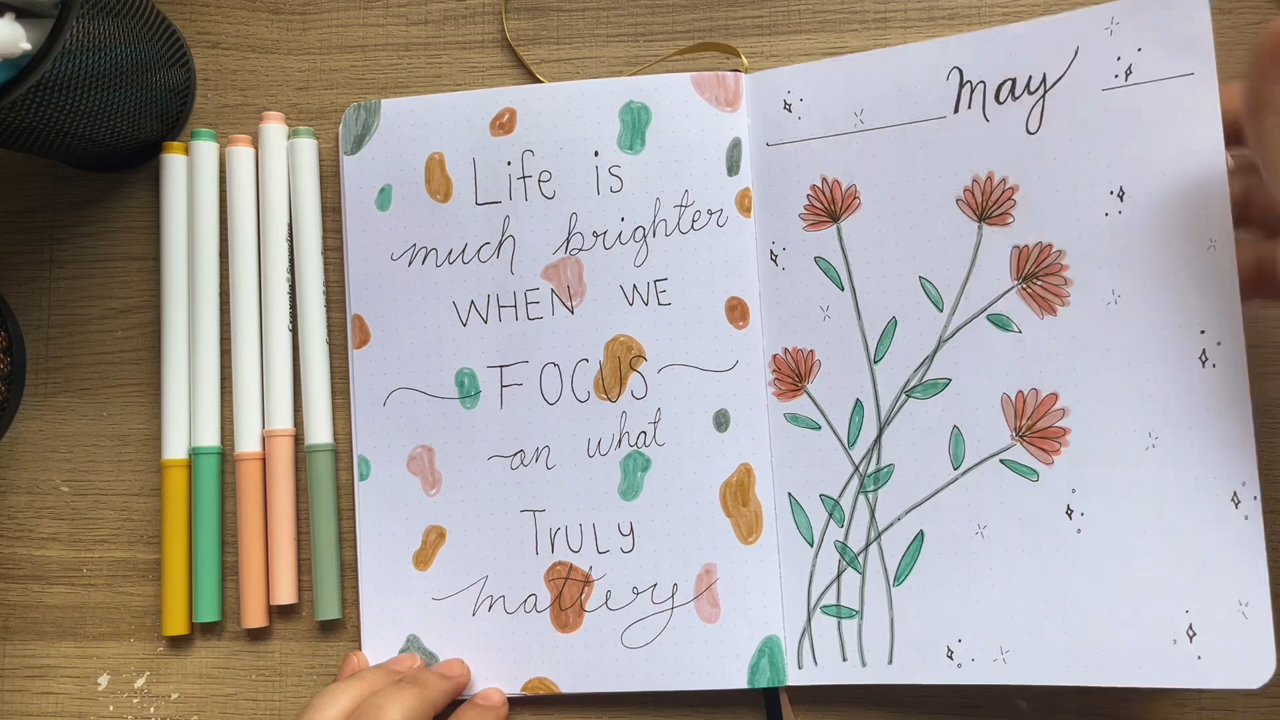 Life is
much brighter
WHEN WE
FOCUS
on what
TRULY
matters
May